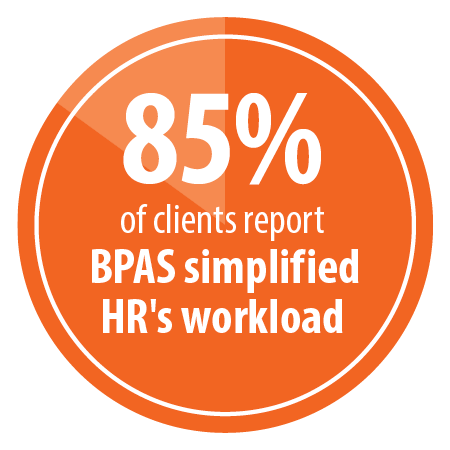 85%
of clients report
BPAS simplified
HR's workload